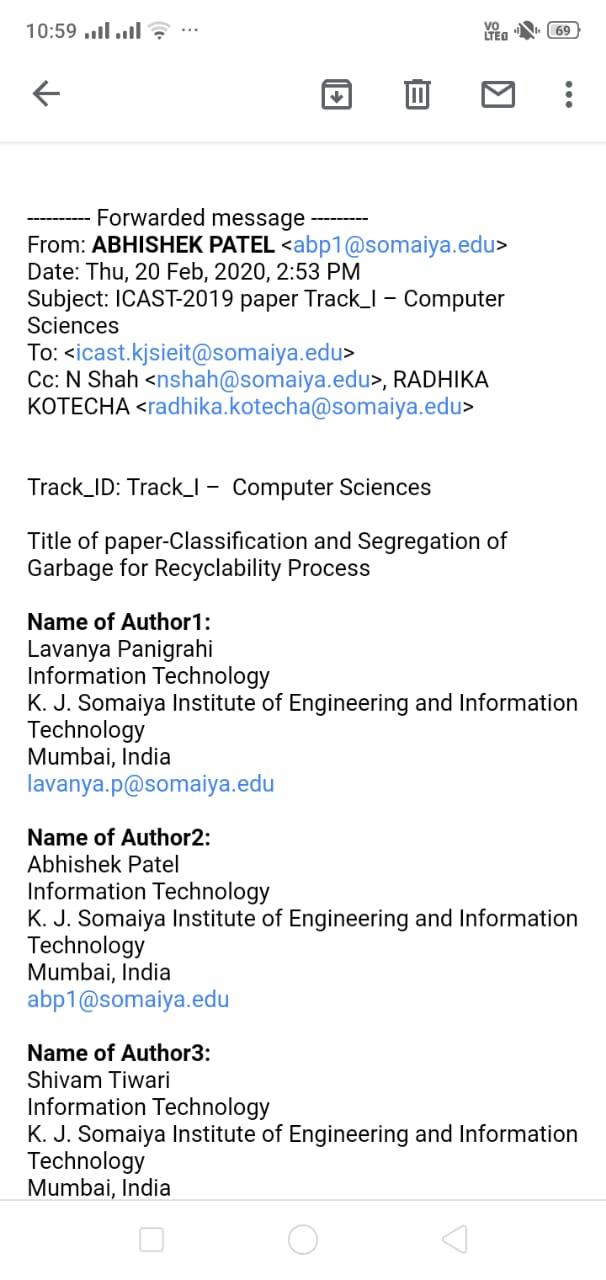 10:59 ...
VO LTE 69
---------- Forwarded message ---------
From: ABHISHEK PATEL <abp1@somaiya.edu>
Date: Thu, 20 Feb, 2020, 2:53 PM
Subject: ICAST-2019 paper Track_I – Computer
Sciences
To: <icast.kjsieit@somaiya.edu>
Cc: N Shah <nshah@somaiya.edu>, RADHIKA
KOTECHA <radhika.kotecha@somaiya.edu>
Track_ID: Track_I – Computer Sciences
Title of paper-Classification and Segregation of
Garbage for Recyclability Process
Name of Author1:
Lavanya Panigrahi
Information Technology
K. J. Somaiya Institute of Engineering and Information
Technology
Mumbai, India
lavanya.p@somaiya.edu
Name of Author2:
Abhishek Patel
Information Technology
K. J. Somaiya Institute of Engineering and Information
Technology
Mumbai, India
abp1@somaiya.edu
Name of Author3:
Shivam Tiwari
Information Technology
K. J. Somaiya Institute of Engineering and Information
Technology
Mumbai, India